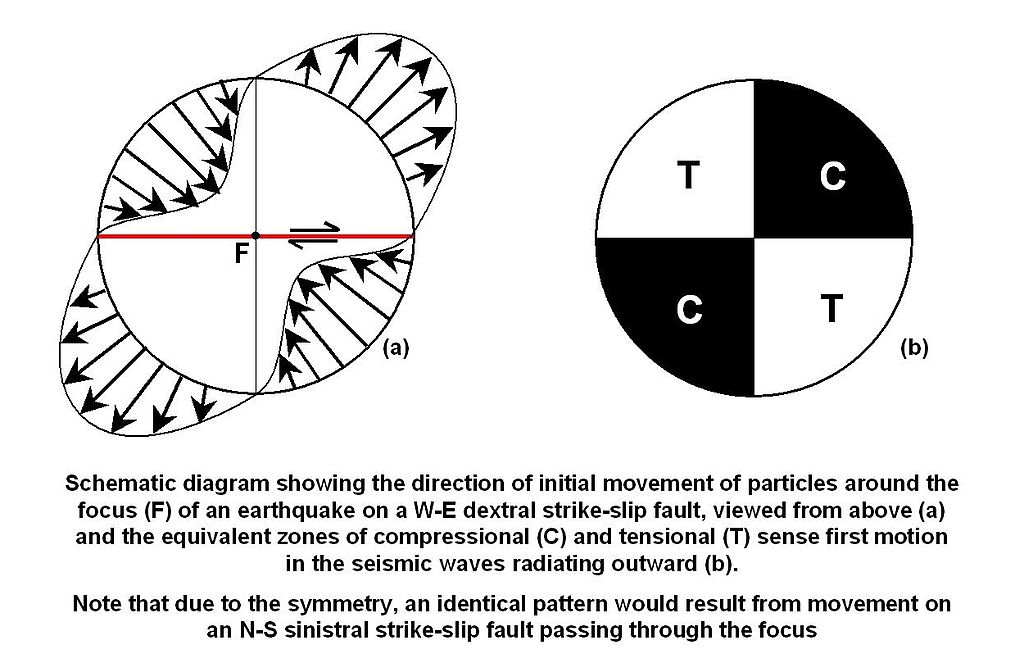 F
(a)
T
C
C
T
(b)
Schematic diagram showing the direction of initial movement of particles around the
focus (F) of an earthquake on a W-E dextral strike-slip fault, viewed from above (a)
and the equivalent zones of compressional (C) and tensional (T) sense first motion
in the seismic waves radiating outward (b).
Note that due to the symmetry, an identical pattern would result from movement on
an N-S sinistral strike-slip fault passing through the focus